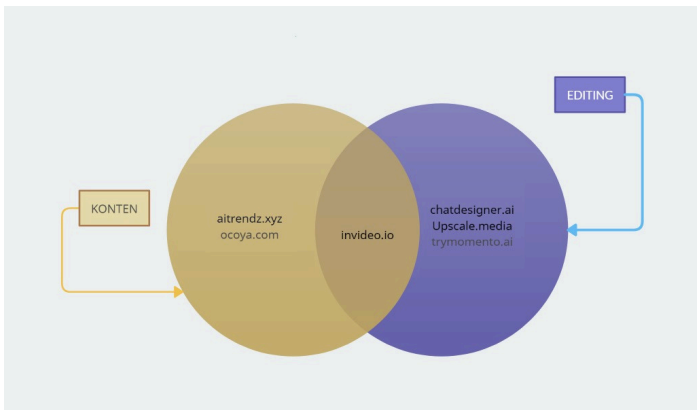 EDITING
KONTEN
aitrendz.xyz
ocoya.com
invideo.io
chatdesigner.ai
Upscale.media
trymomento.ai